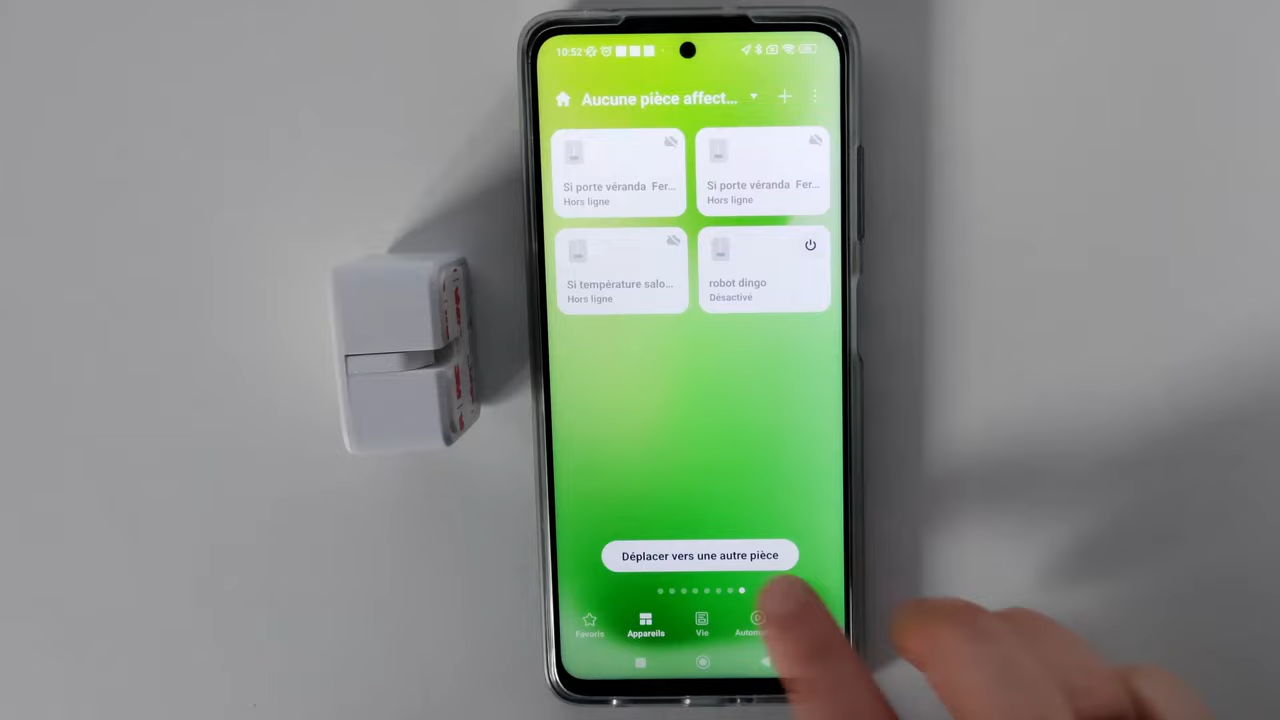 10:52
Aucune pièce affect...
Si porte véranda Fer...
Hors ligne
Si porte véranda Fer...
Hors ligne
Si température salo...
Hors ligne
robot dingo
Désactivé
Déplacer vers une autre pièce
Favoris
Appareils
Vie